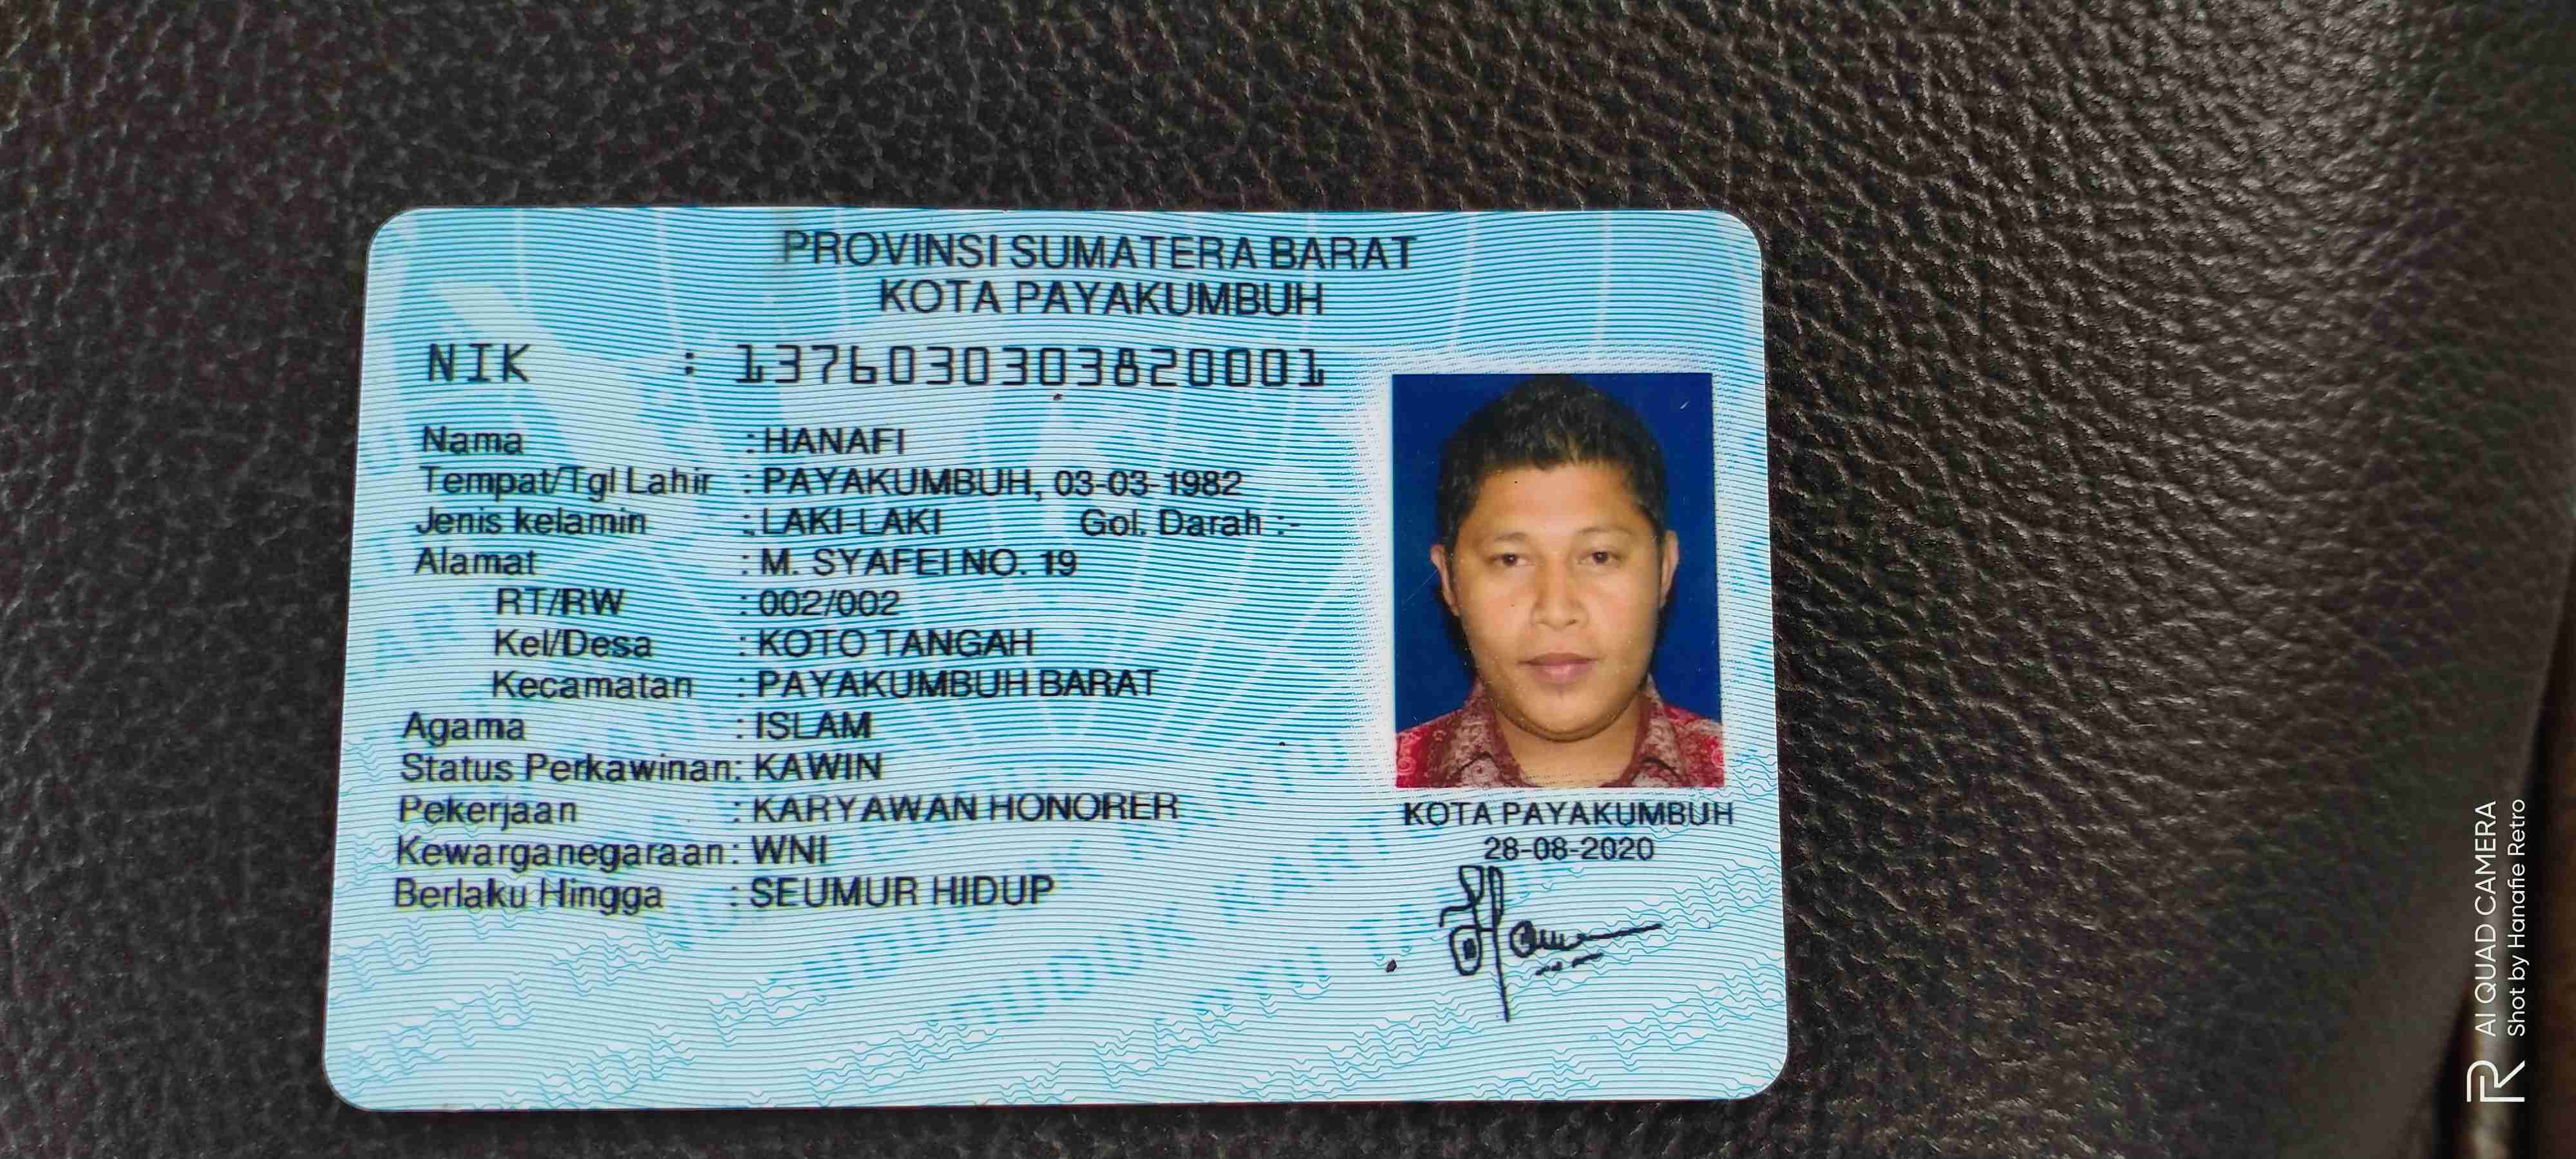 PROVINSI SUMATERA BARAT
KOTA PAYAKUMBUH
NIK : 1376030303820001
Nama : HANAFI
Tempat/Tgl Lahir : PAYAKUMBUH, 03-03-1982
Jenis kelamin : LAKI-LAKI Gol. Darah :-
Alamat : M. SYAFEI NO. 19
RT/RW : 002/002
Kel/Desa : KOTO TANGAH
Kecamatan : PAYAKUMBUH BARAT
Agama : ISLAM
Status Perkawinan: KAWIN
Pekerjaan : KARYAWAN HONORER
Kewarganegaraan: WNI
Berlaku Hingga : SEUMUR HIDUP
KOTA PAYAKUMBUH
28-08-2020
R AI QUAD CAMERA
Shot by Hanafie Retro